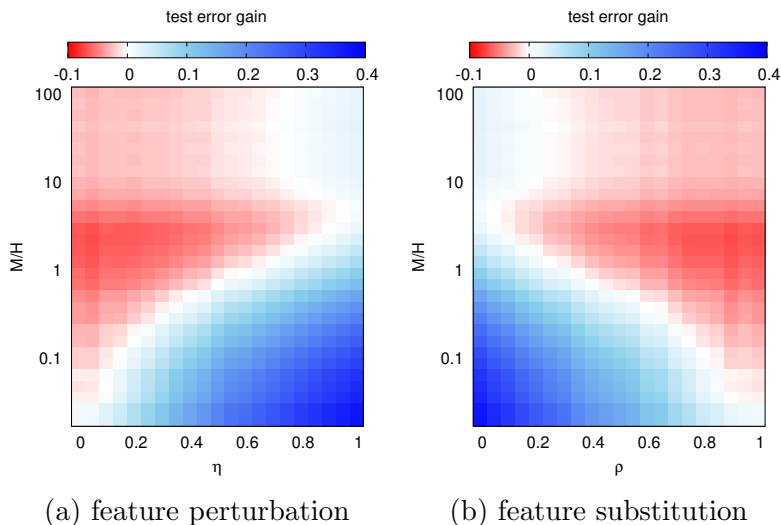 test error gain
-0.1 0 0.1 0.2 0.3 0.4
100
10
1
0.1
M/H
0 0.2 0.4 0.6 0.8 1
η
(a) feature perturbation
test error gain
-0.1 0 0.1 0.2 0.3 0.4
100
10
1
0.1
M/H
0 0.2 0.4 0.6 0.8 1
ρ
(b) feature substitution